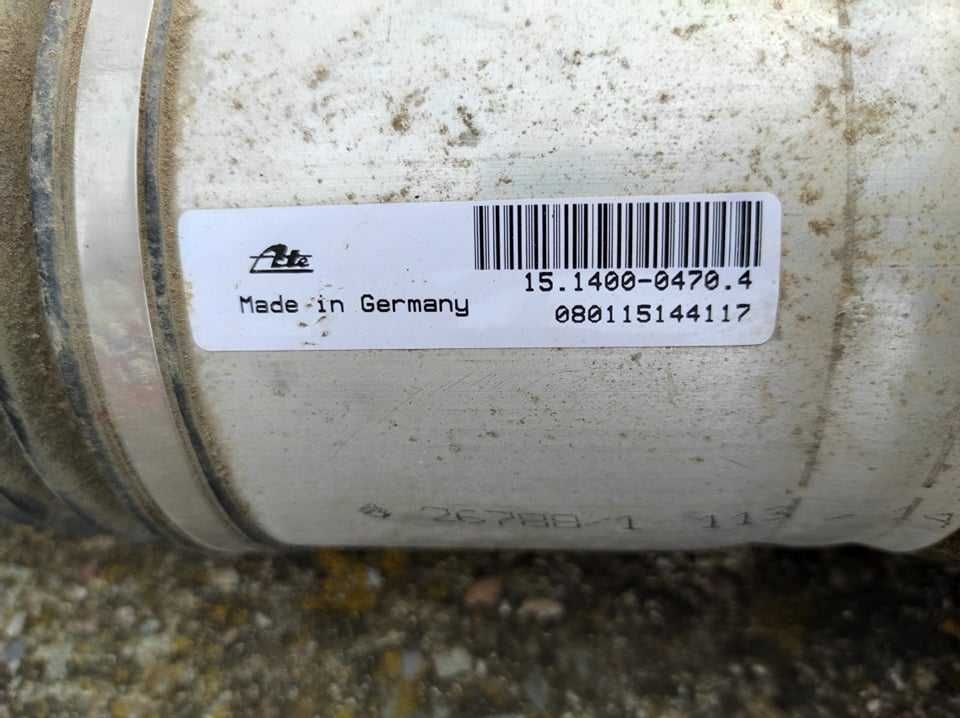 Ate
Made in Germany
15.1400-0470.4
080115144117